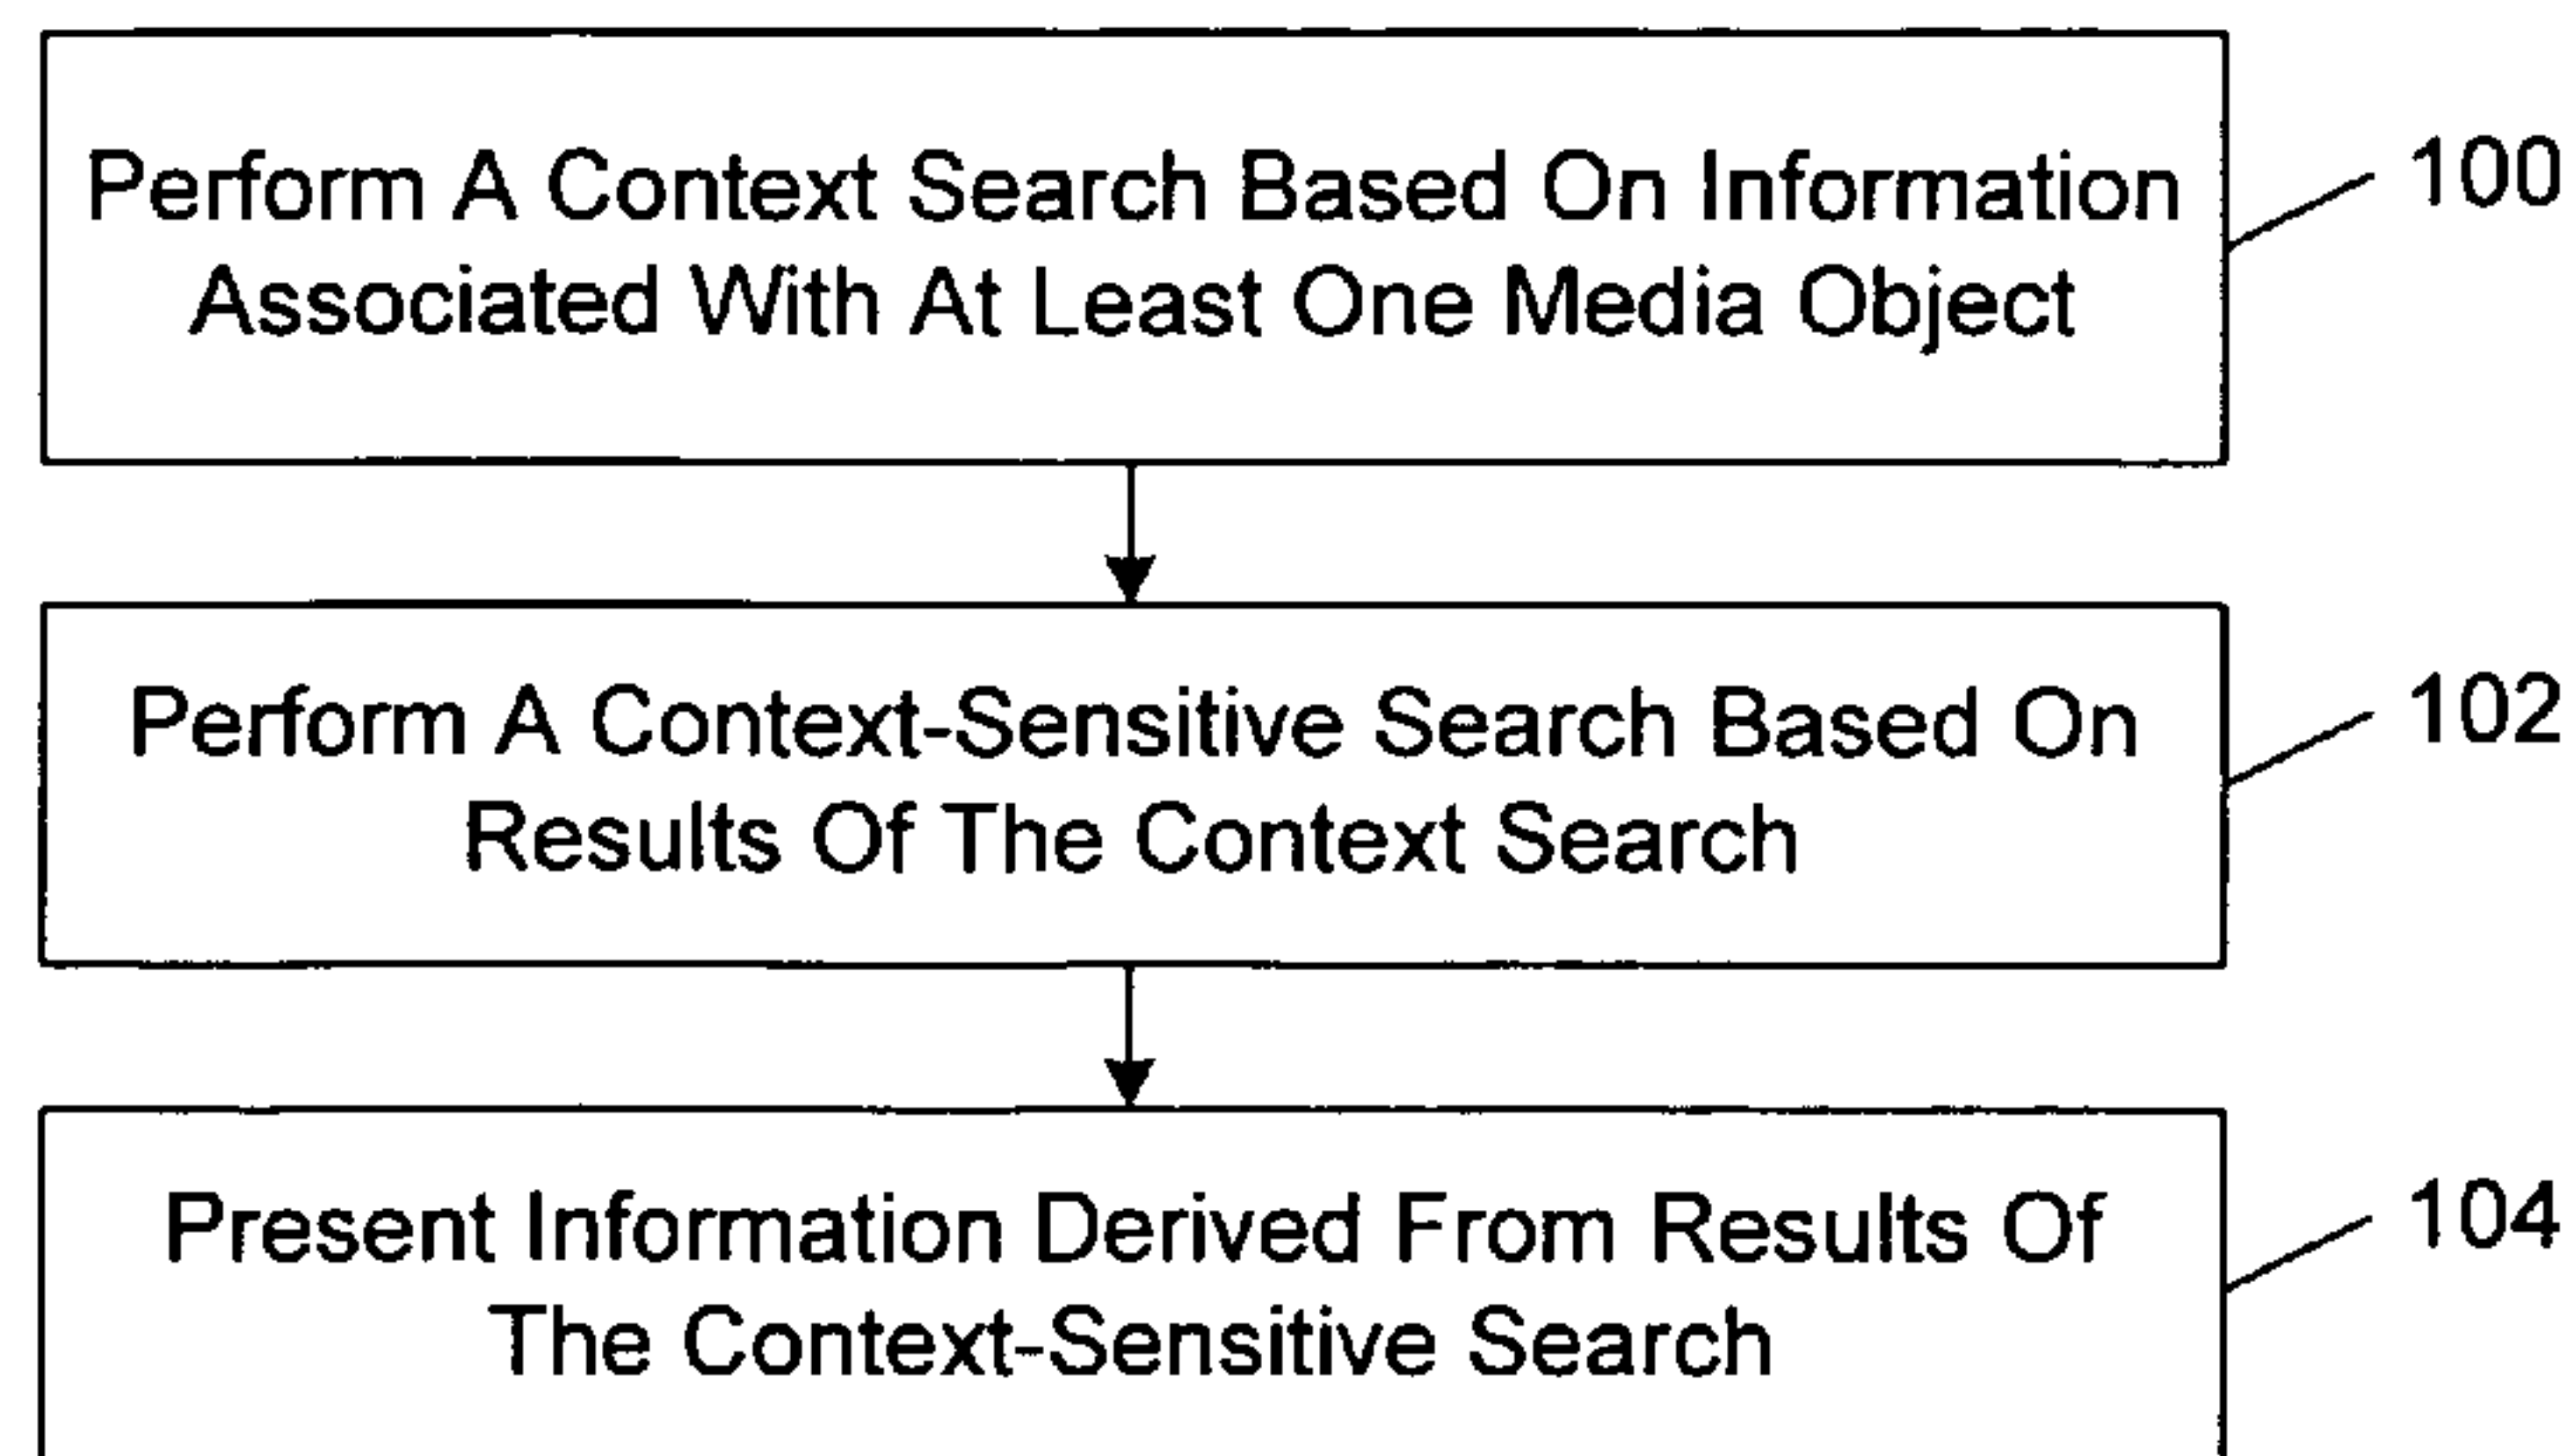 Perform A Context Search Based On Information
Associated With At Least One Media Object
100
Perform A Context-Sensitive Search Based On
Results Of The Context Search
102
Present Information Derived From Results Of
The Context-Sensitive Search
104